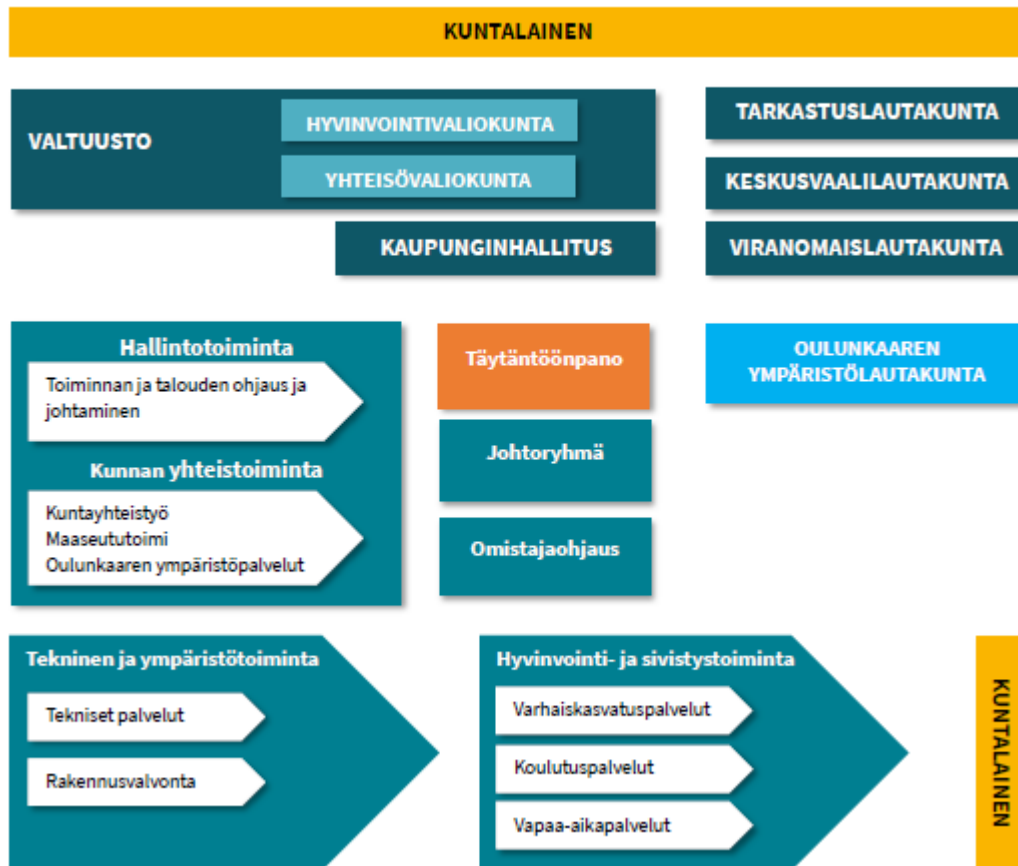 KUNTALAINEN
VALTUUSTO
HYVINVOINTIVALIOKUNTA
YHTEISÖVALIOKUNTA
KAUPUNGINHALLITUS
TARKASTUSLAUTAKUNTA
KESKUSVAALILAUTAKUNTA
VIRANOMAISLAUTAKUNTA
Hallintotoiminta
Toiminnan ja talouden ohjaus ja
johtaminen
Kunnan yhteistoiminta
Kuntayhteistyö
Maaseututoimi
Oulunkaaren ympäristöpalvelut
Täytäntöönpano
Johtoryhmä
Omistajaohjaus
OULUNKAAREN
YMPÄRISTÖLAUTAKUNTA
Tekninen ja ympäristötoiminta
Tekniset palvelut
Rakennusvalvonta
Hyvinvointi- ja sivistystoiminta
Varhaiskasvatuspalvelut
Koulutuspalvelut
Vapaa-aikapalvelut
KUNTALAINEN